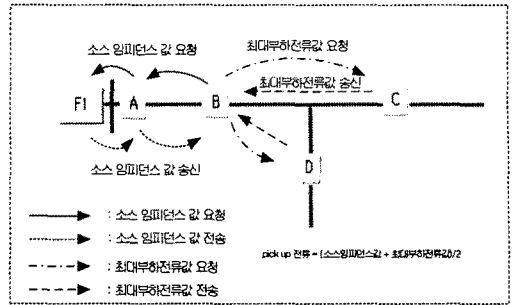 소스 임피던스 값 요청
최대부하전류값 요청
최대부하전류값 송신
F1
A
B
C
소스 임피던스 값 송신
D
: 소스 임피던스 값 요청
: 소스 임피던스 값 전송
: 최대부하전류값 요청
: 최대부하전류값 전송
pick up 전류 = (소스임피던스값 + 최대부하전류값)/2